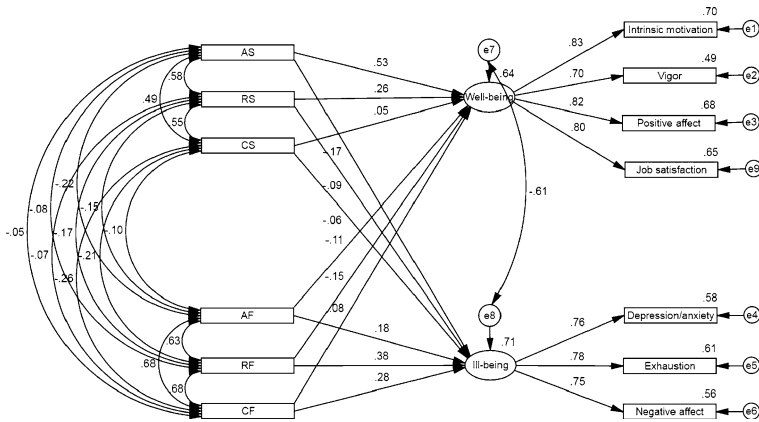 .70
Intrinsic motivation
e1
.83
AS
.53
e7
.64
.49
.70
Vigor
e2
.58
.49
RS
.26
Well-being
.82
.68
Positive affect
e3
.55
.05
CS
.80
.65
Job satisfaction
e9
-.17
-.09
-.22
-.08
-.15
-.06
-.61
-.05
-.17
-.10
-.11
-.07
-.21
-.26
-.15
.08
AF
.18
e8
.58
.76
Depression/anxiety
e4
.63
.71
.68
RF
.38
Ill-being
.78
.61
Exhaustion
e5
.68
.28
.75
.56
CF
Negative affect
e6